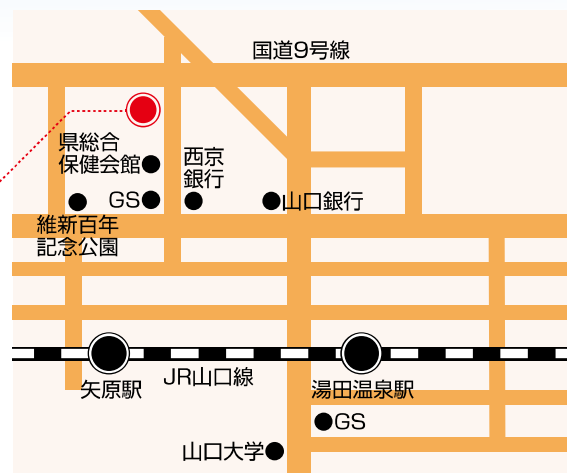 国道9号線
県総合
保健会館
西京
銀行
GS
山口銀行
維新百年
記念公園
JR山口線
矢原駅
湯田温泉駅
GS
山口大学